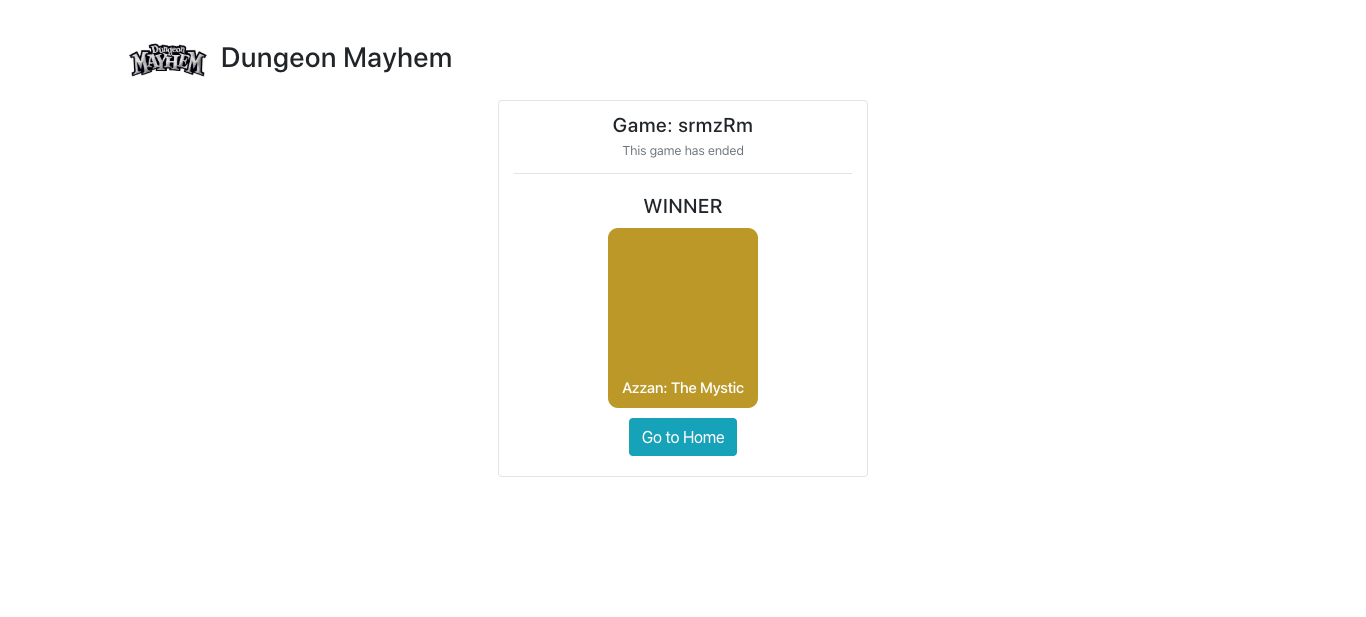 Dungeon
MAYHEM
Dungeon Mayhem
Game: srmzRm
This game has ended
WINNER
Azzan: The Mystic
Go to Home